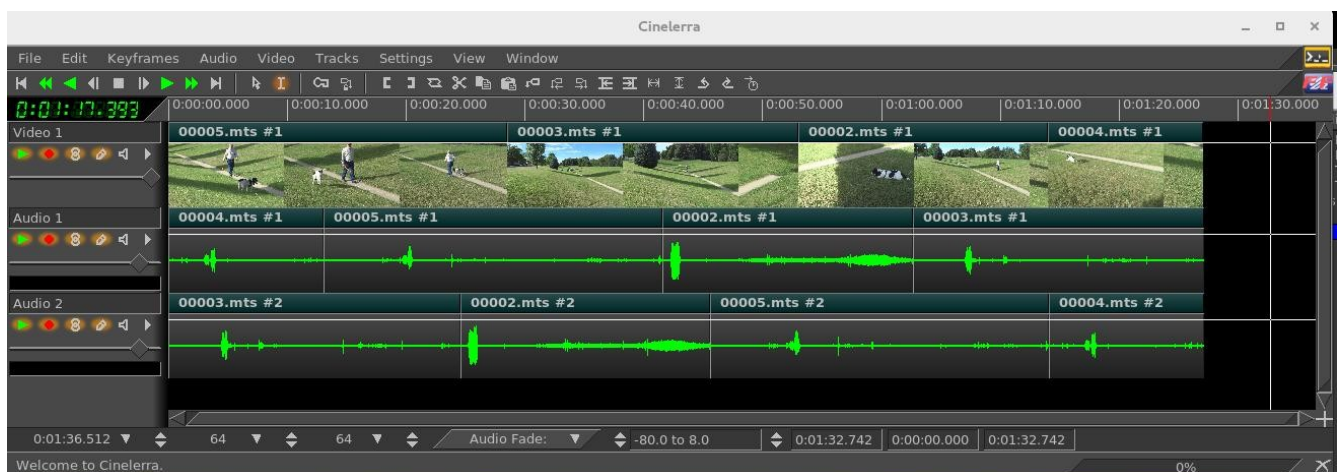 Cinelerra
File Edit Keyframes Audio Video Tracks Settings View Window
0:01:17.393 0:00:00.000 0:00:10.000 0:00:20.000 0:00:30.000 0:00:40.000 0:00:50.000 0:01:00.000 0:01:10.000 0:01:20.000 0:01:30.000
Video 1 00005.mts #1 00003.mts #1 00002.mts #1 00004.mts #1
Audio 1 00004.mts #1 00005.mts #1 00002.mts #1 00003.mts #1
Audio 2 00003.mts #2 00002.mts #2 00005.mts #2 00004.mts #2
0:01:36.512 64 64 Audio Fade: -80.0 to 8.0 0:01:32.742 0:00:00.000 0:01:32.742
Welcome to Cinelerra. 0%